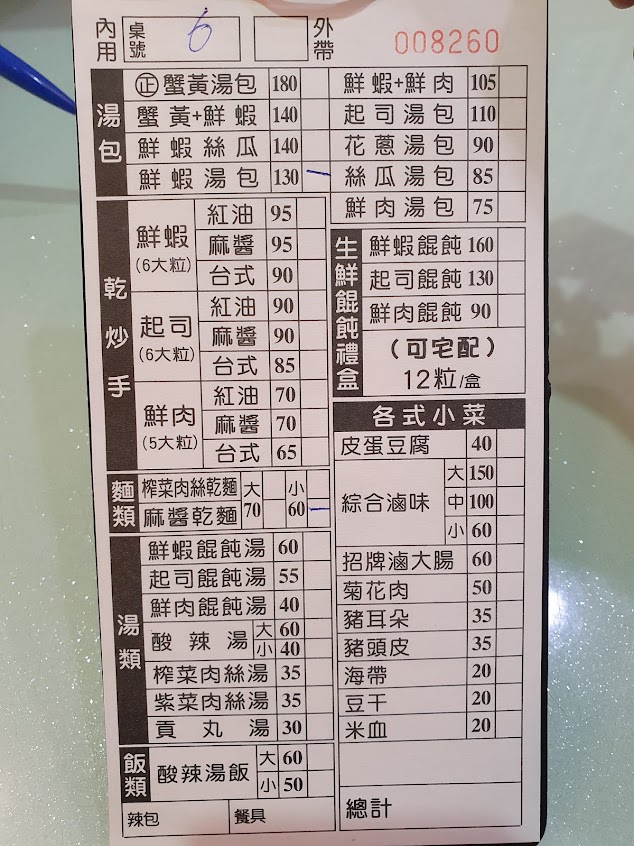 內用 桌號 6 外帶 008260
湯包
㊣蟹黃湯包 180
蟹黃+鮮蝦 140
鮮蝦絲瓜 140
鮮蝦湯包 130 —
鮮蝦+鮮肉 105
起司湯包 110
花蔥湯包 90
絲瓜湯包 85
鮮肉湯包 75
乾炒手
鮮蝦
(6大粒)
紅油 95
麻醬 95
台式 90
起司
(6大粒)
紅油 90
麻醬 90
台式 85
鮮肉
(5大粒)
紅油 70
麻醬 70
台式 65
生鮮餛飩禮盒
鮮蝦餛飩 160
起司餛飩 130
鮮肉餛飩 90
(可宅配)
12粒/盒
麵類
榨菜肉絲乾麵
麻醬乾麵
大 70
小 60 —
湯類
鮮蝦餛飩湯 60
起司餛飩湯 55
鮮肉餛飩湯 40
酸辣湯 大 60
小 40
榨菜肉絲湯 35
紫菜肉絲湯 35
貢丸湯 30
飯類
酸辣湯飯 大 60
小 50
辣包 餐具
各式小菜
皮蛋豆腐 40
綜合滷味 大 150
中 100
小 60
招牌滷大腸 60
菊花肉 50
豬耳朵 35
豬頭皮 35
海帶 20
豆干 20
米血 20
總計